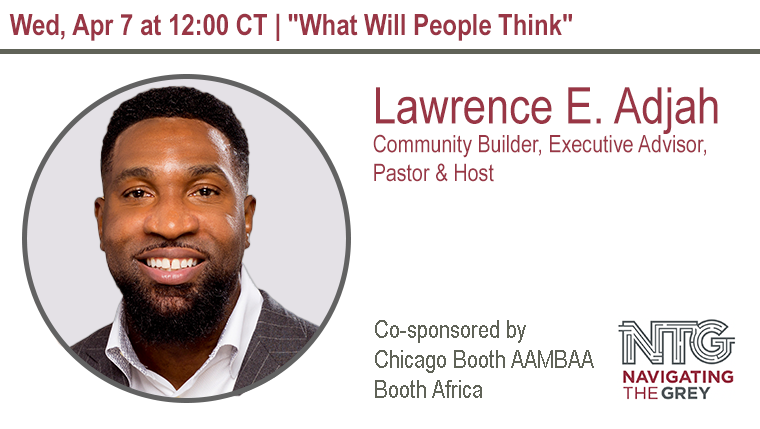 Wed, Apr 7 at 12:00 CT | "What Will People Think"
Lawrence E. Adjah
Community Builder, Executive Advisor,
Pastor & Host
Co-sponsored by
Chicago Booth AAMBAA
Booth Africa
NTG
NAVIGATING
THE GREY